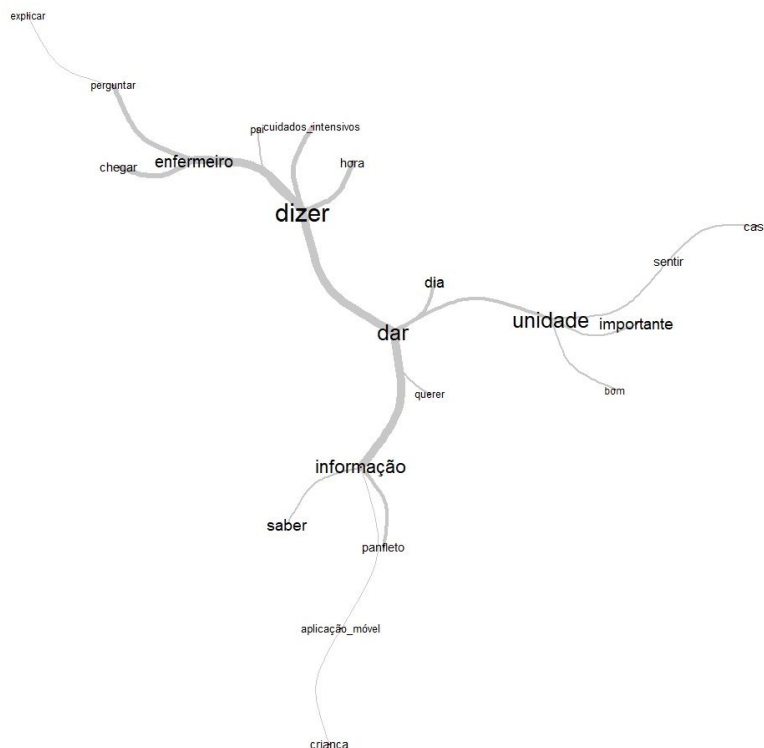 explicar
perguntar
pai
cuidados_intensivos
enfermeiro
hora
chegar
dizer
cas
sentir
dia
unidade
importante
dar
bom
querer
informação
saber
panfleto
aplicação_móvel
criança